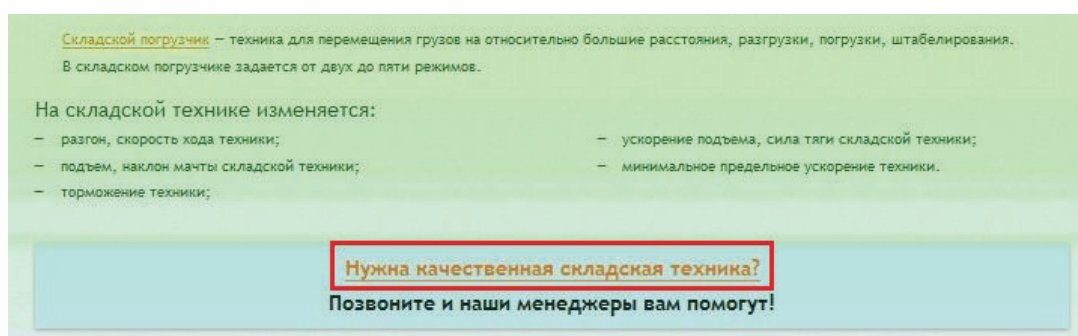 Складской погрузчик – техника для перемещения грузов на относительно большие расстояния, разгрузки, погрузки, штабелирования.
В складском погрузчике задается от двух до пяти режимов.
На складской технике изменяется:
– разгон, скорость хода техники;
– подъем, наклон мачты складской техники;
– торможение техники;
– ускорение подъема, сила тяги складской техники;
– минимальное предельное ускорение техники.
Нужна качественная складская техника?
Позвоните и наши менеджеры вам помогут!